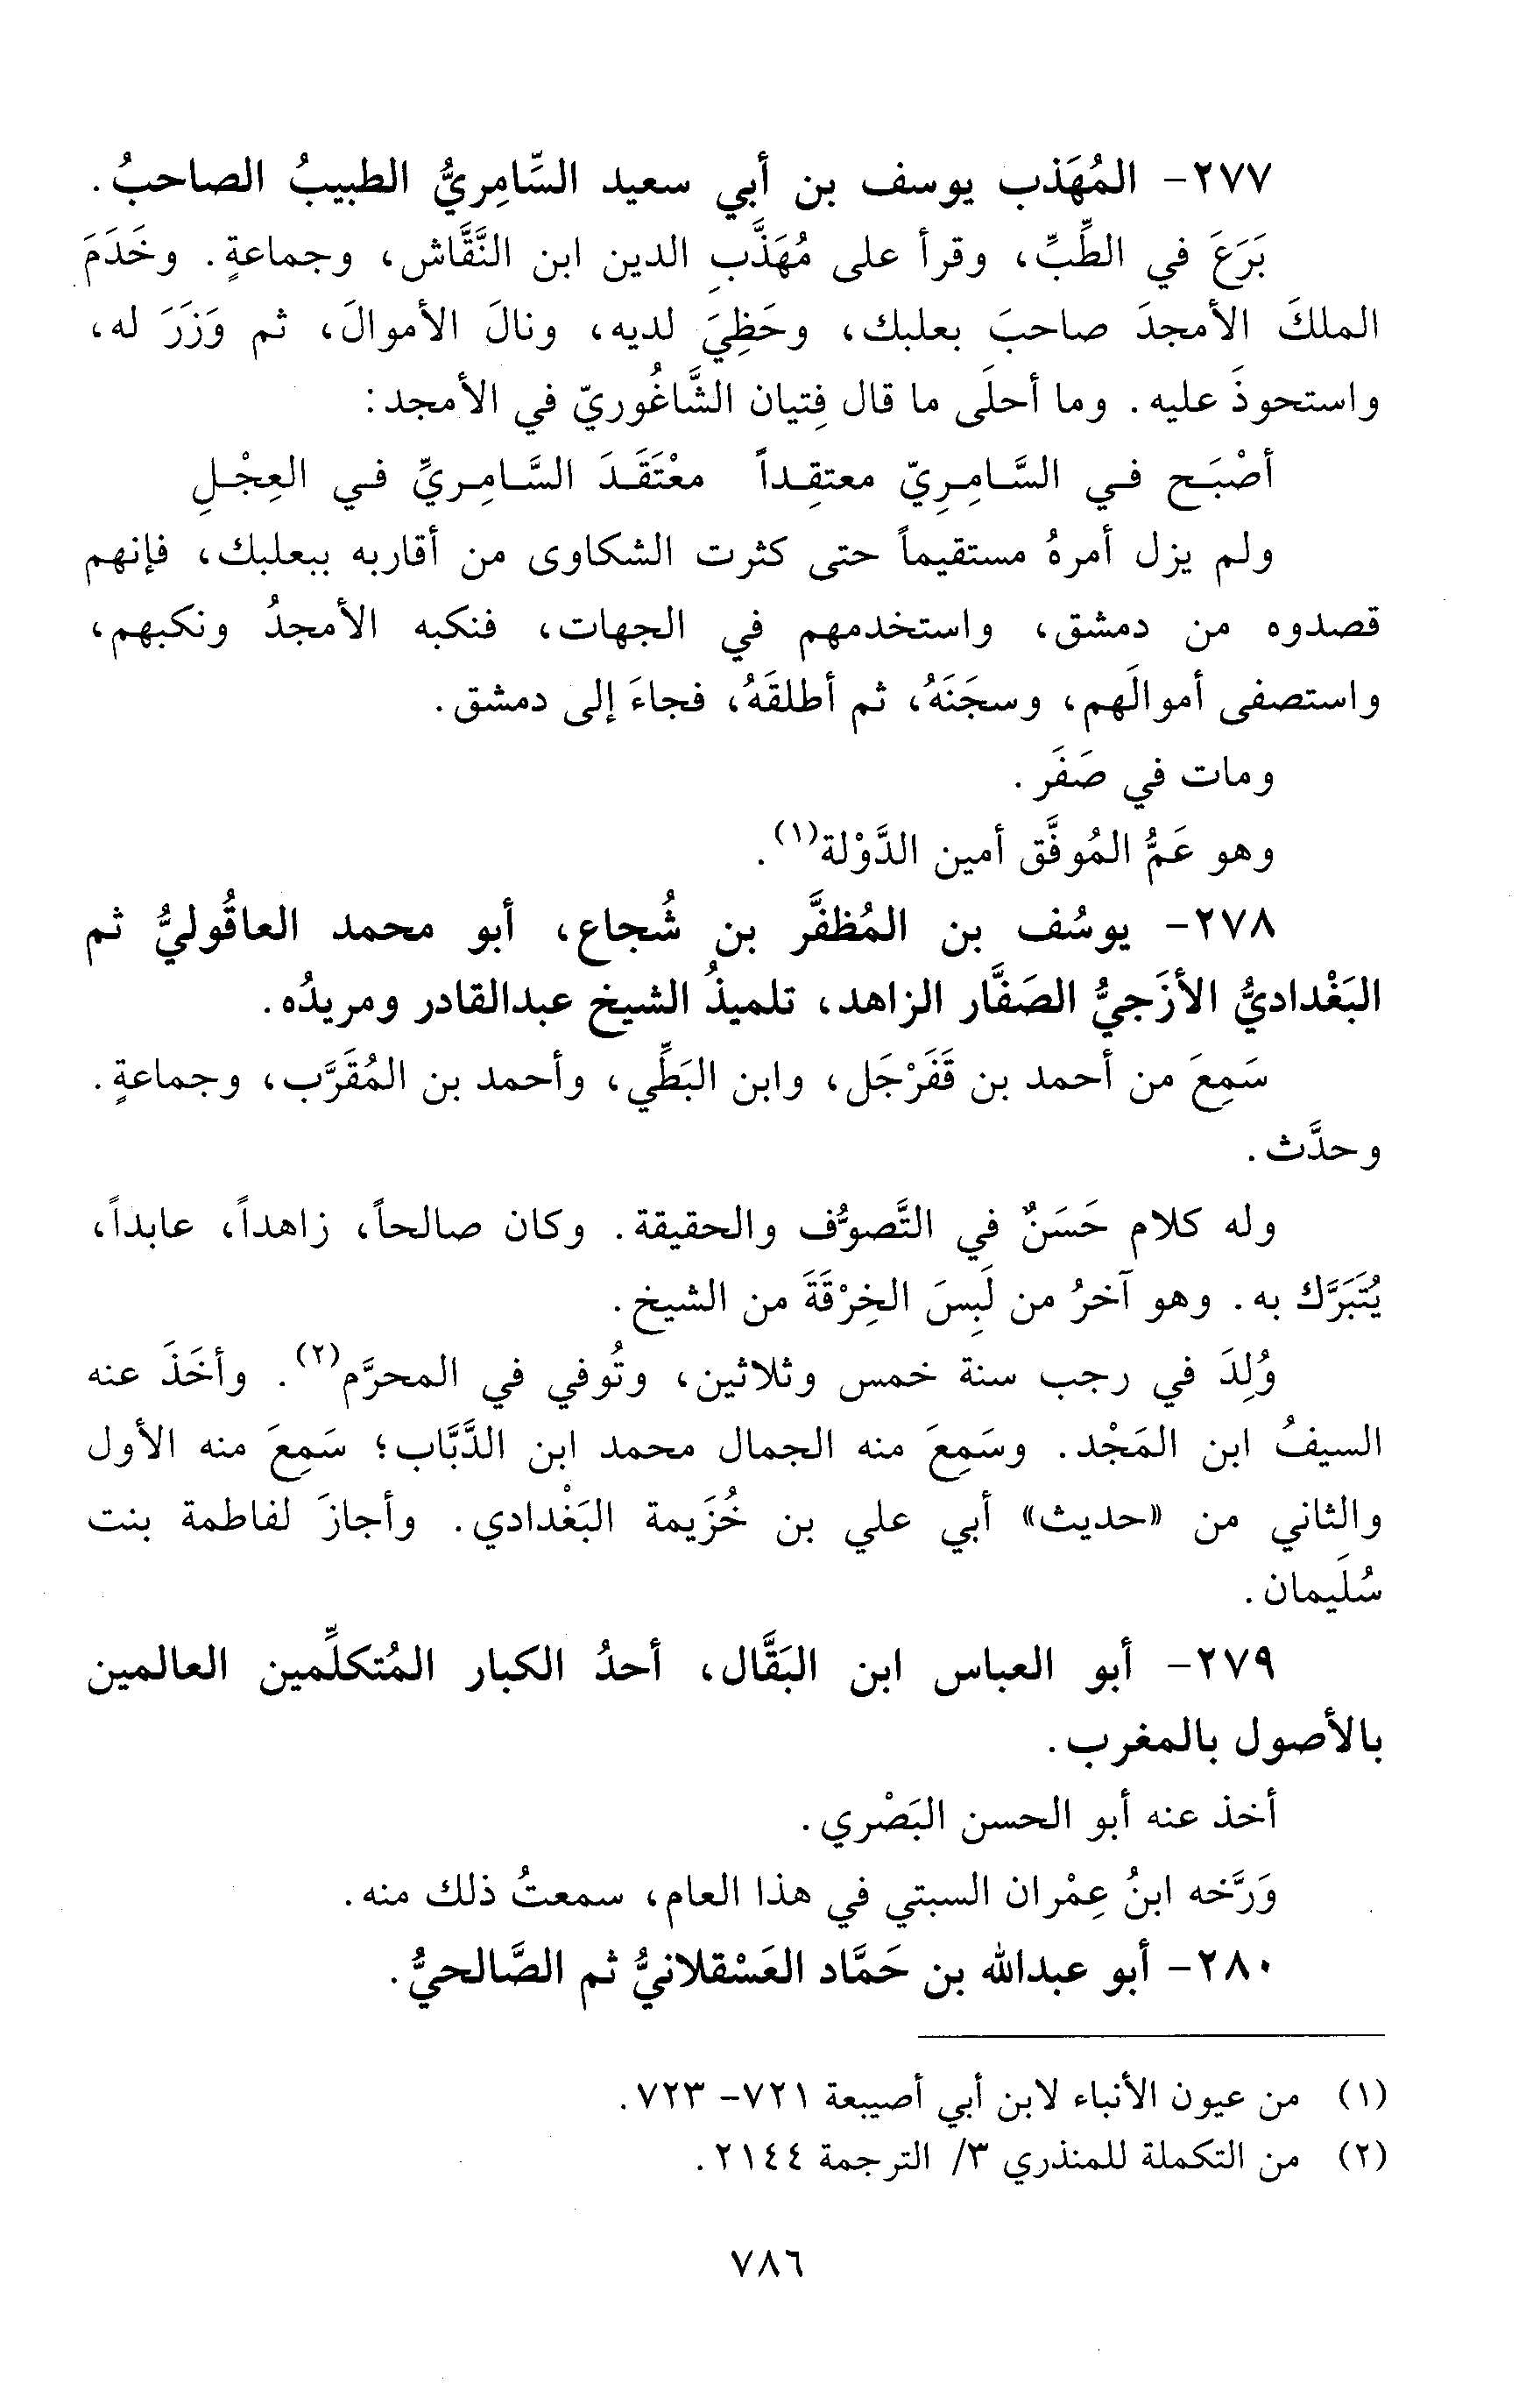 ٢٧٧- المُهَذب يوسف بن أبي سعيد السِّامِريُّ الطبيبُ الصاحبُ.
بَرَعَ في الطِّبِّ، وقرأ على مُهَذَّبِ الدين ابن النَّقَّاش، وجماعةٍ. وخَدَمَ
الملكَ الأمجدَ صاحبَ بعلبك، وحَظِيَ لديه، ونالَ الأموالَ، ثم وَزَرَ له،
واستحوذَ عليه. وما أحلَى ما قال فِتيان الشَّاغُوريّ في الأمجد:
أصْبَـح فـي السَّـامِـرِيّ معتقِـداً معْتَقَـدَ السَّـامِـريِّ فـي العِجْـلِ
ولم يزل أمرهُ مستقيماً حتى كثرت الشكاوى من أقاربه ببعلبك، فإنهم
قصدوه من دمشق، واستخدمهم في الجهات، فنكبه الأمجدُ ونكبهم،
واستصفى أموالَهم، وسجَنَهُ، ثم أطلقَهُ، فجاءَ إلى دمشق.
ومات في صَفَر.
وهو عَمُّ المُوفَّق أمين الدَّوْلة(١).
٢٧٨- يوسُف بن المُظفَّر بن شُجاع، أبو محمد العاقُوليُّ ثم
البَغْداديُّ الأزَجيُّ الصَفَّار الزاهد، تلميذُ الشيخ عبدالقادر ومريدُه.
سَمِعَ من أحمد بن قَفَرْجَل، وابن البَطِّي، وأحمد بن المُقَرَّب، وجماعةٍ.
وحدَّث.
وله كلام حَسَنٌ في التَّصوُّف والحقيقة. وكان صالحاً، زاهداً، عابداً،
يُتَبَرَّك به. وهو آخرُ من لَبِسَ الخِرْقَةَ من الشيخ.
وُلِدَ في رجب سنة خمس وثلاثين، وتُوفي في المحرَّم(٢). وأخَذَ عنه
السيفُ ابن المَجْد. وسَمِعَ منه الجمال محمد ابن الدَّبَّاب؛ سَمِعَ منه الأول
والثاني من «حديث» أبي علي بن خُزَيمة البَغْدادي. وأجازَ لفاطمة بنت
سُلَيمان.
٢٧٩- أبو العباس ابن البَقَّال، أحدُ الكبار المُتكلِّمين العالمين
بالأصول بالمغرب.
أخذ عنه أبو الحسن البَصْري.
وَرَّخه ابنُ عِمْران السبتي في هذا العام، سمعتُ ذلك منه.
٢٨٠- أبو عبدالله بن حَمَّاد العَسْقلانيُّ ثم الصَّالحيُّ.
(١) من عيون الأنباء لابن أبي أصيبعة ٧٢١- ٧٢٣.
(٢) من التكملة للمنذري ٣/ الترجمة ٢١٤٤.
٧٨٦